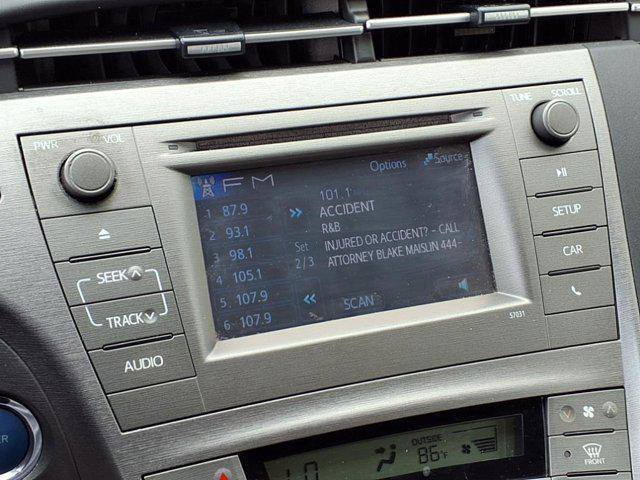 PWR VOL
TUNE SCROLL
FM Options Source
101.1
1 87.9
ACCIDENT
2 93.1
R&B
3 98.1
Set INJURED OR ACCIDENT? - CALL
2/3 ATTORNEY BLAKE MAISLIN 444-
4 105.1
5 107.9
SCAN
6 107.9
57031
SEEK
TRACK
AUDIO
SETUP
CAR
OUTSIDE
86°F
FRONT